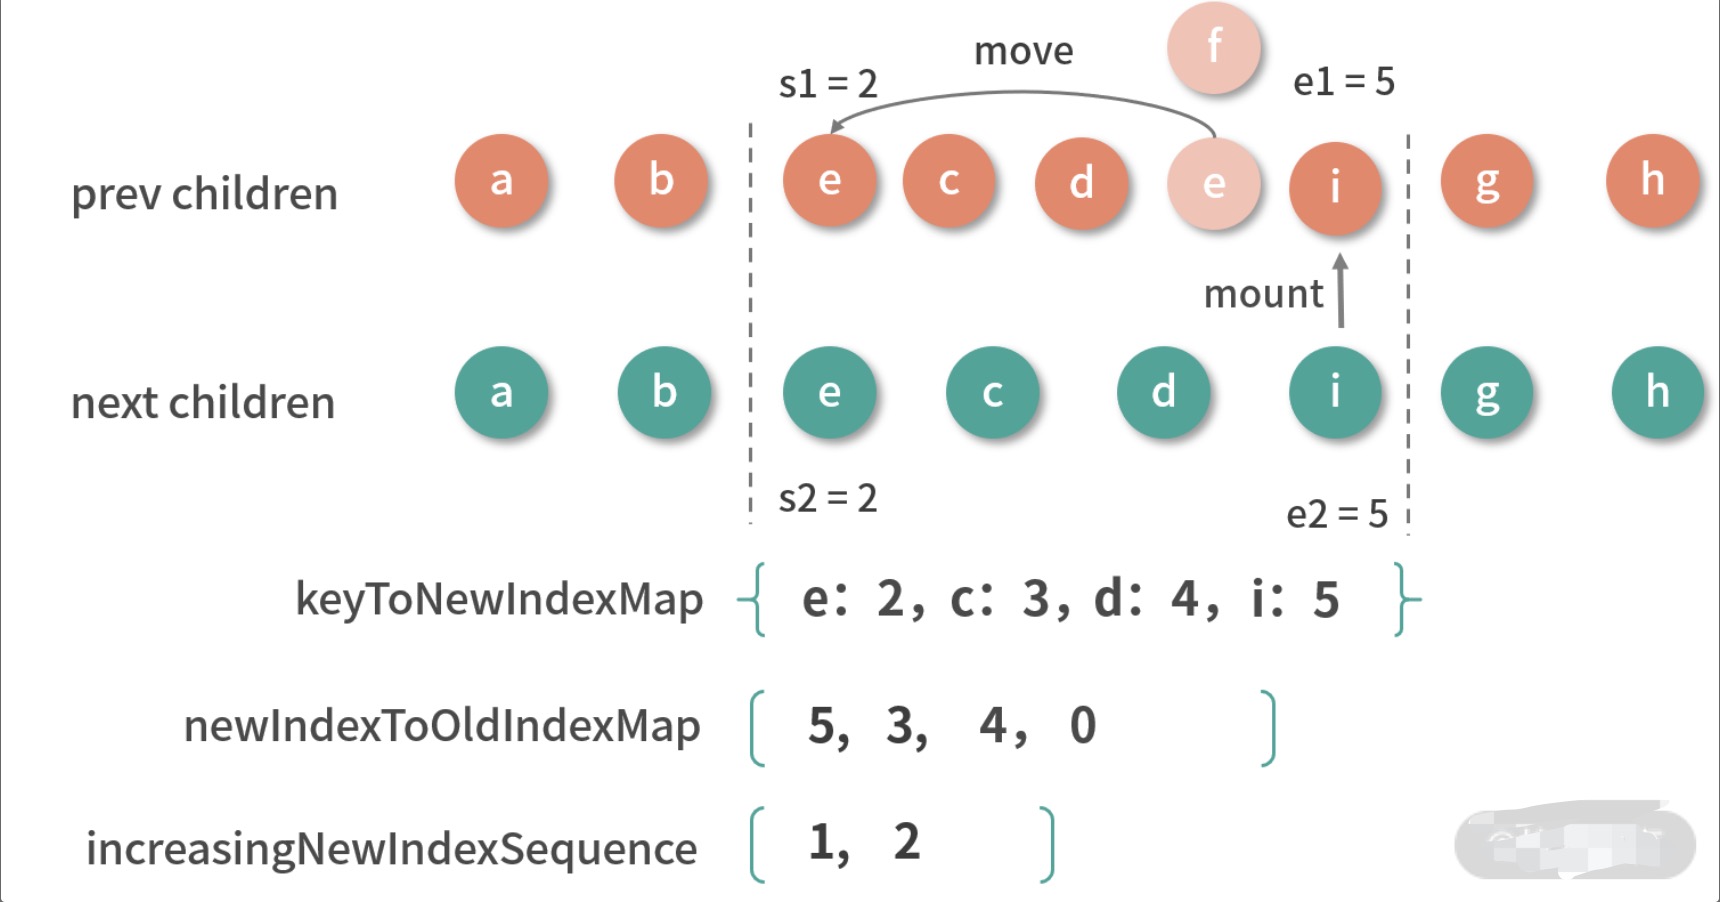 f
move
s1 = 2
e1 = 5
prev children a b e c d e i g h
mount
next children a b e c d i g h
s2 = 2
e2 = 5
keyToNewIndexMap { e: 2, c: 3, d: 4, i: 5 }
newIndexToOldIndexMap [ 5, 3, 4, 0 ]
increasingNewIndexSequence [ 1, 2 ]